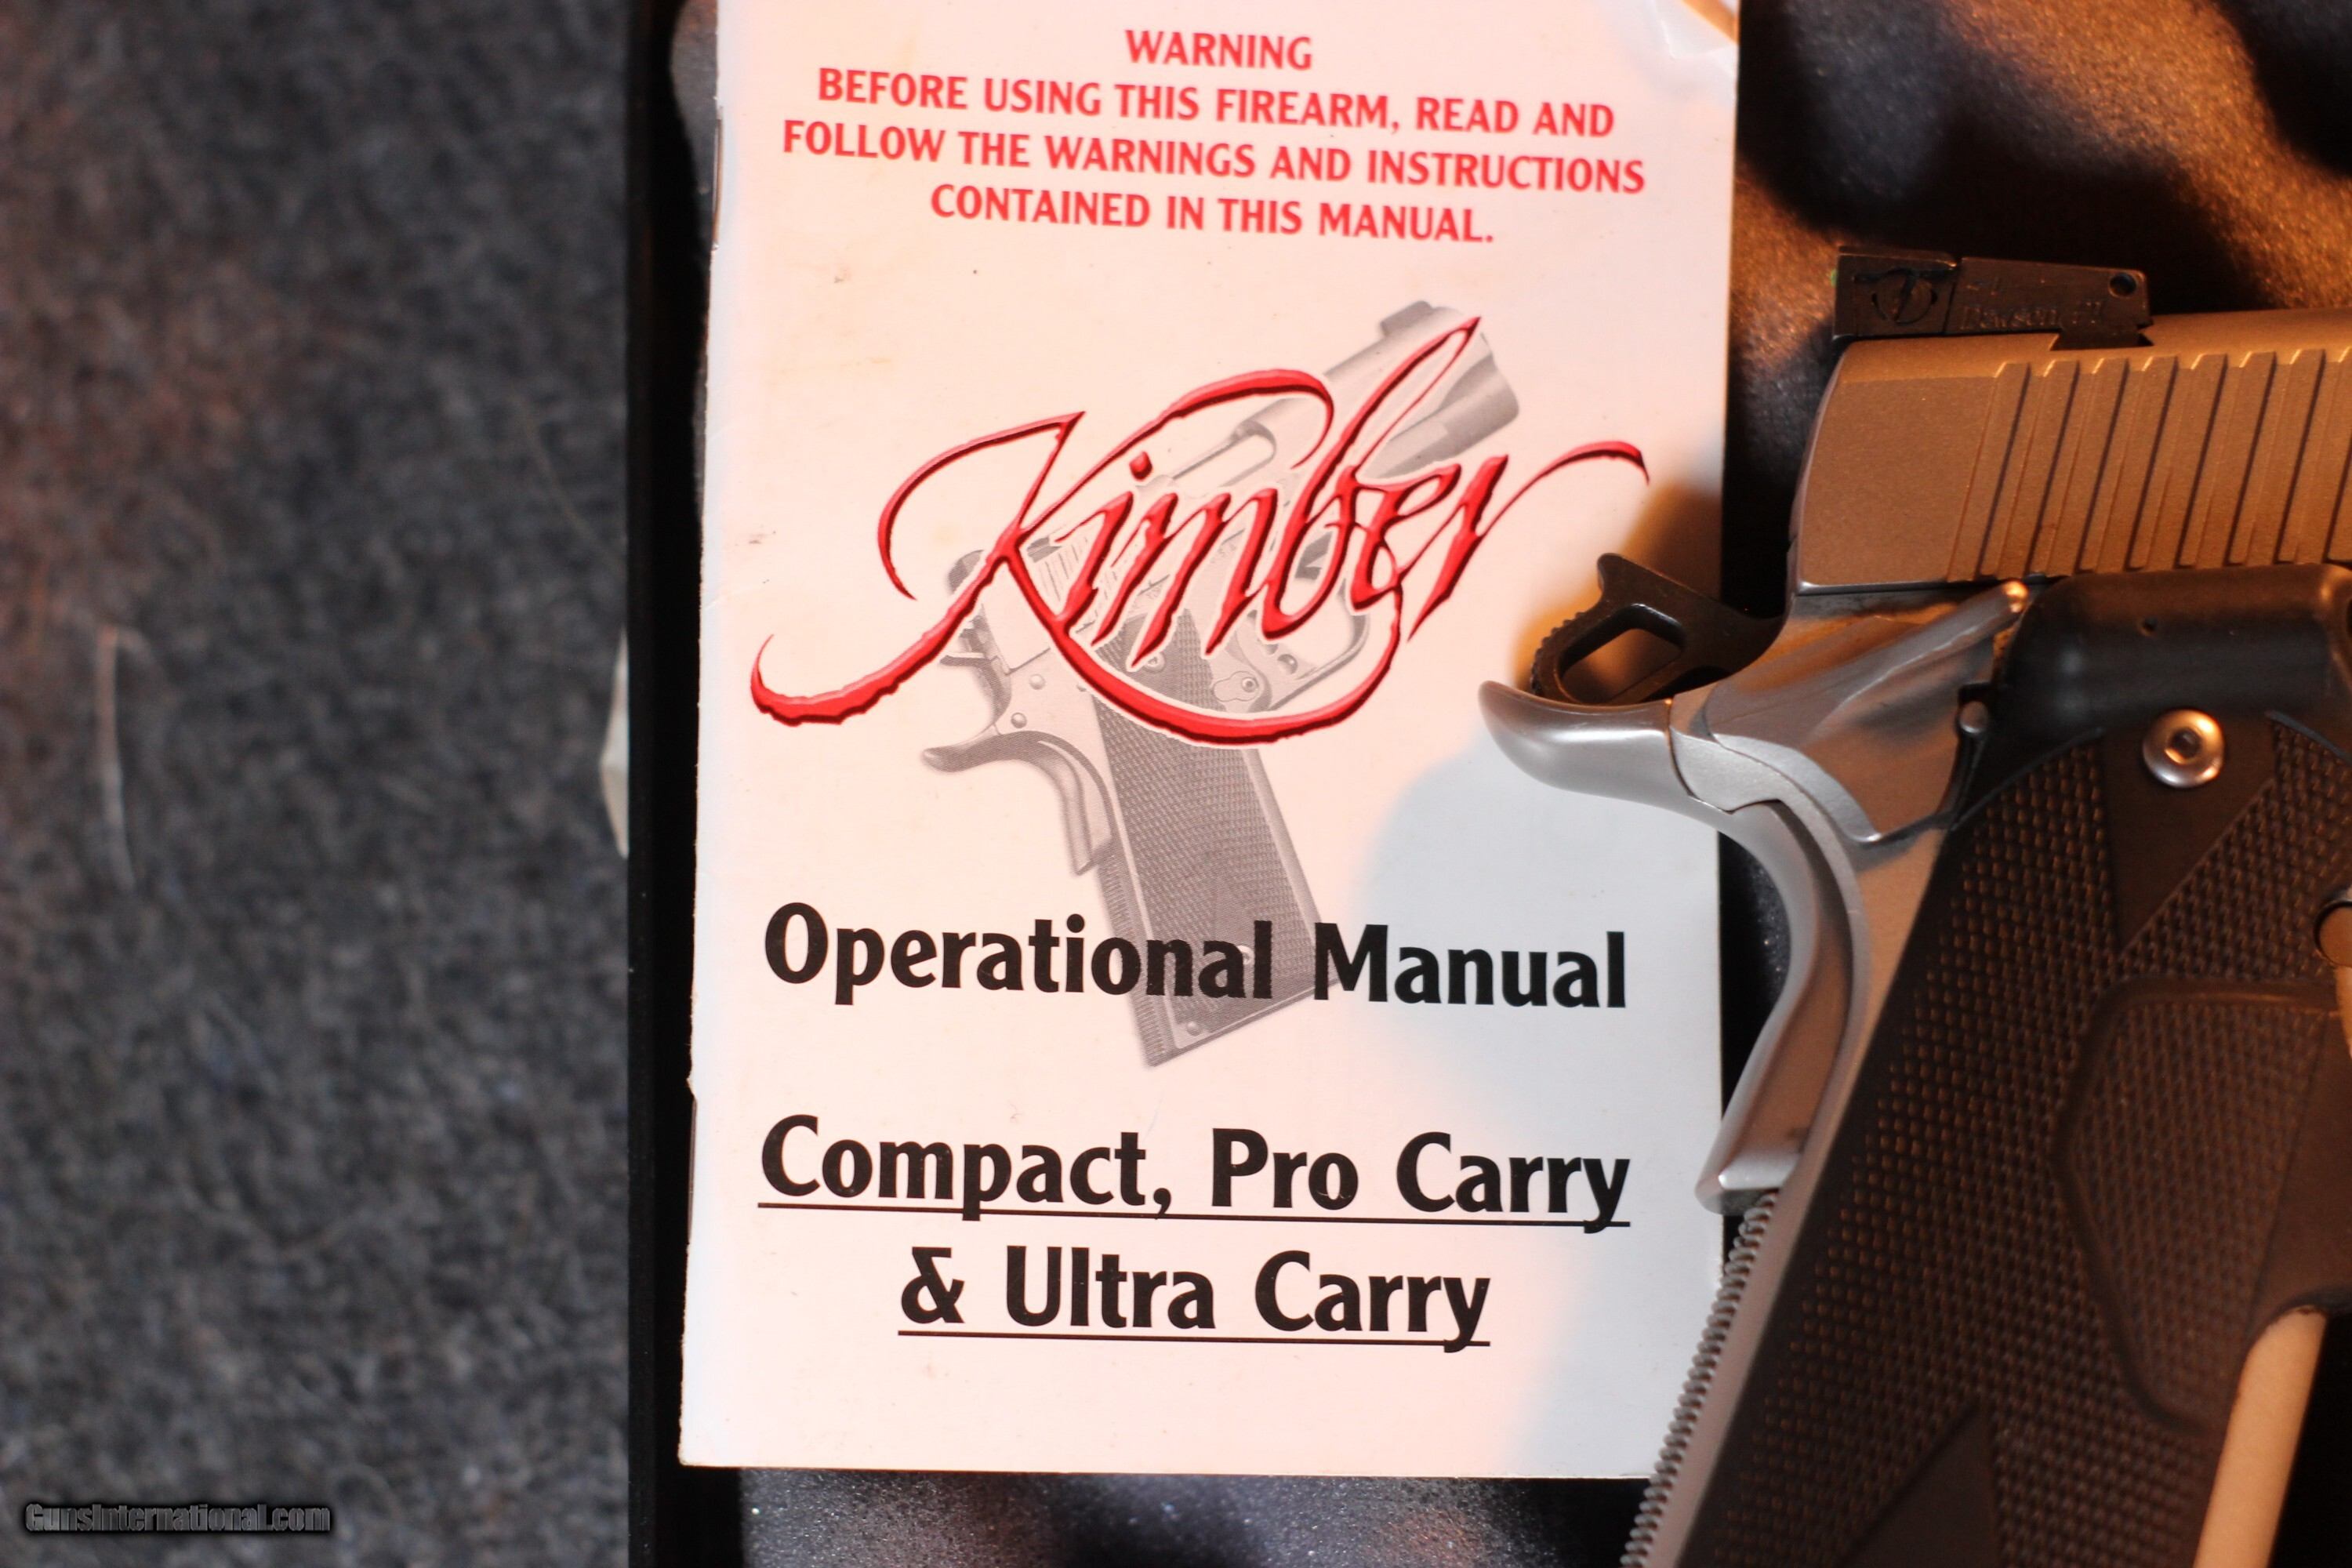 WARNING
BEFORE USING THIS FIREARM, READ AND
FOLLOW THE WARNINGS AND INSTRUCTIONS
CONTAINED IN THIS MANUAL.
Kimber
Operational Manual
Compact, Pro Carry
& Ultra Carry
GunsInternational.com